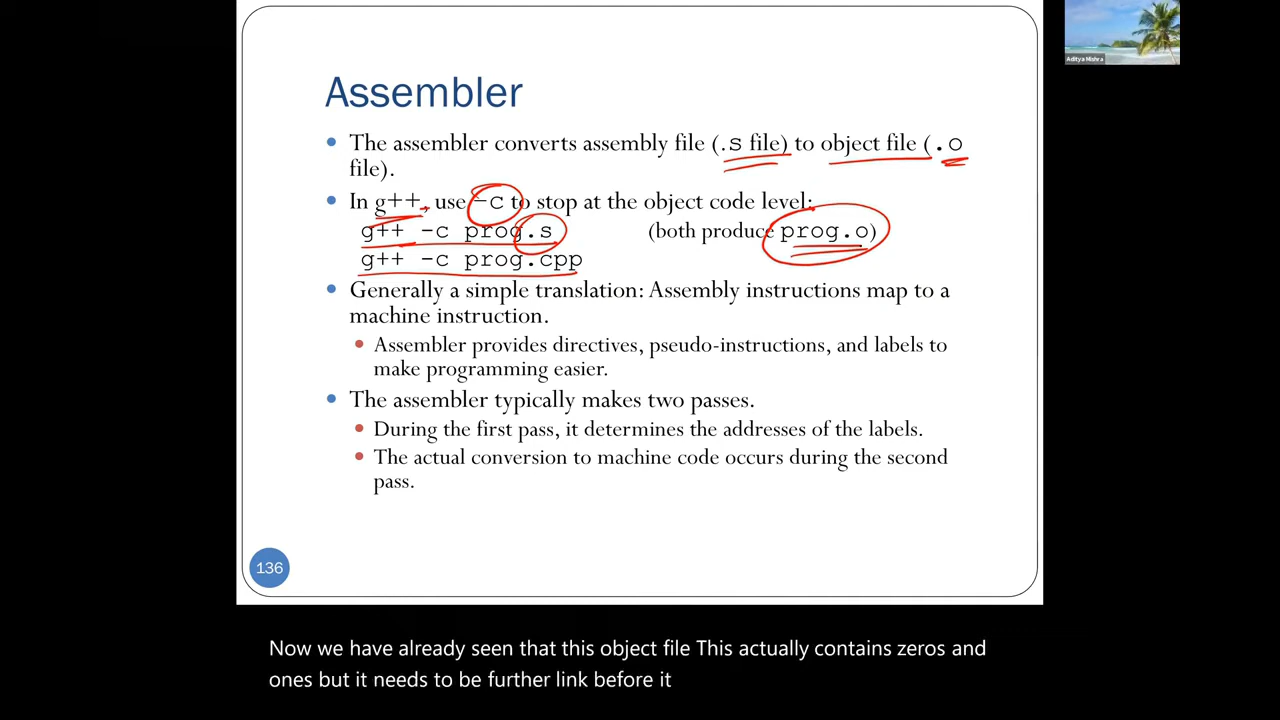 Aditya Mishra
Assembler
• The assembler converts assembly file (.s file) to object file (.o
file).
• In g++, use -c to stop at the object code level:
g++ -c prog.s (both produce prog.o)
g++ -c prog.cpp
• Generally a simple translation: Assembly instructions map to a
machine instruction.
• Assembler provides directives, pseudo-instructions, and labels to
make programming easier.
• The assembler typically makes two passes.
• During the first pass, it determines the addresses of the labels.
• The actual conversion to machine code occurs during the second
pass.
136
Now we have already seen that this object file This actually contains zeros and
ones but it needs to be further link before it